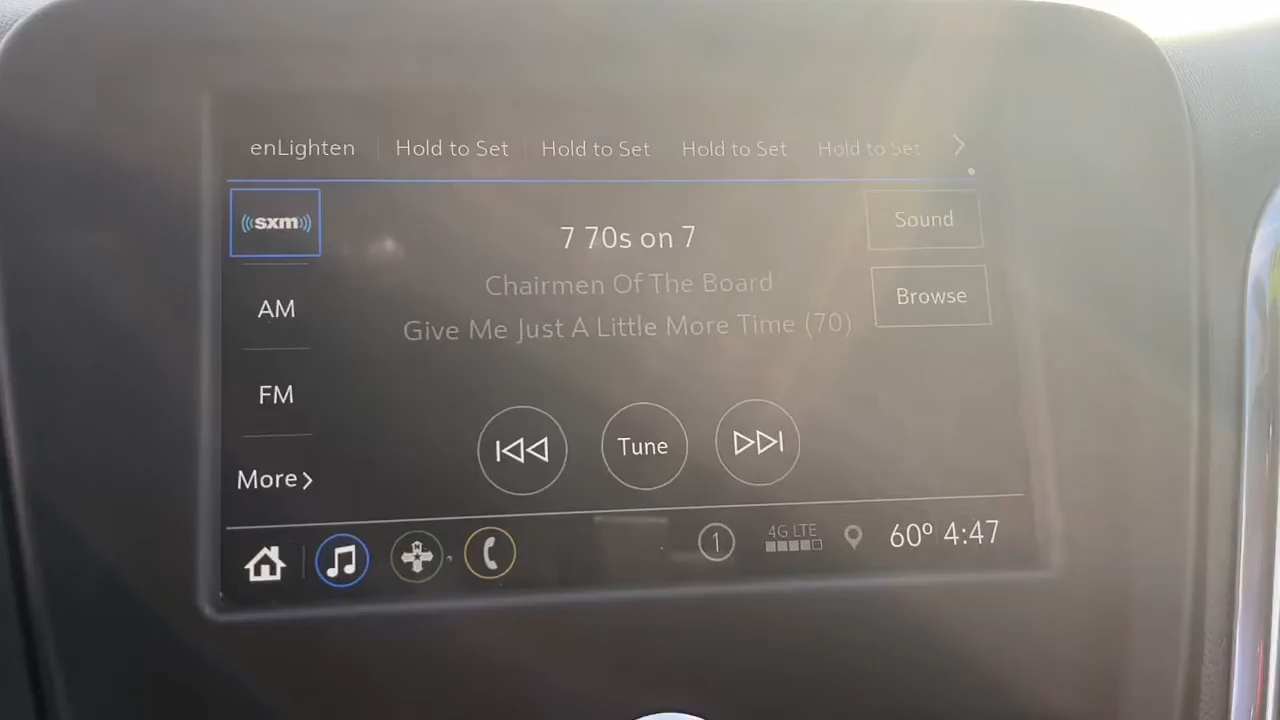 enLighten Hold to Set Hold to Set Hold to Set Hold to Set
((sxm)) 
7 70s on 7
Sound
Chairmen Of The Board
Browse
AM
Give Me Just A Little More Time (70)
FM
Tune
More
N
1
4G LTE
60º 4:47